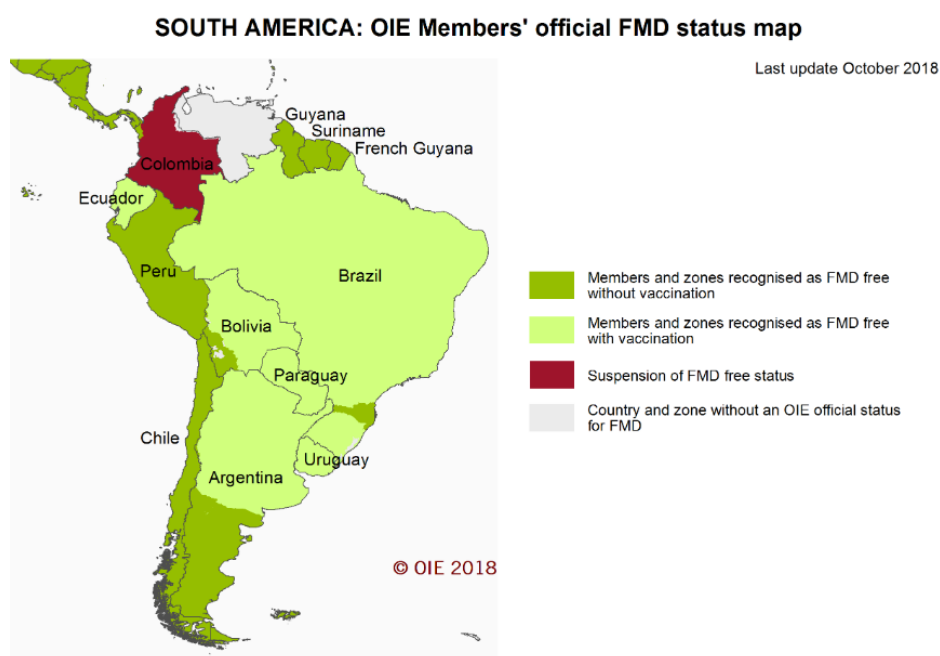 SOUTH AMERICA: OIE Members' official FMD status map
Last update October 2018
Guyana
Suriname
French Guyana
Colombia
Ecuador
Peru
Brazil
Bolivia
Paraguay
Chile
Uruguay
Argentina
© OIE 2018
Members and zones recognised as FMD free
without vaccination
Members and zones recognised as FMD free
with vaccination
Suspension of FMD free status
Country and zone without an OIE official status
for FMD